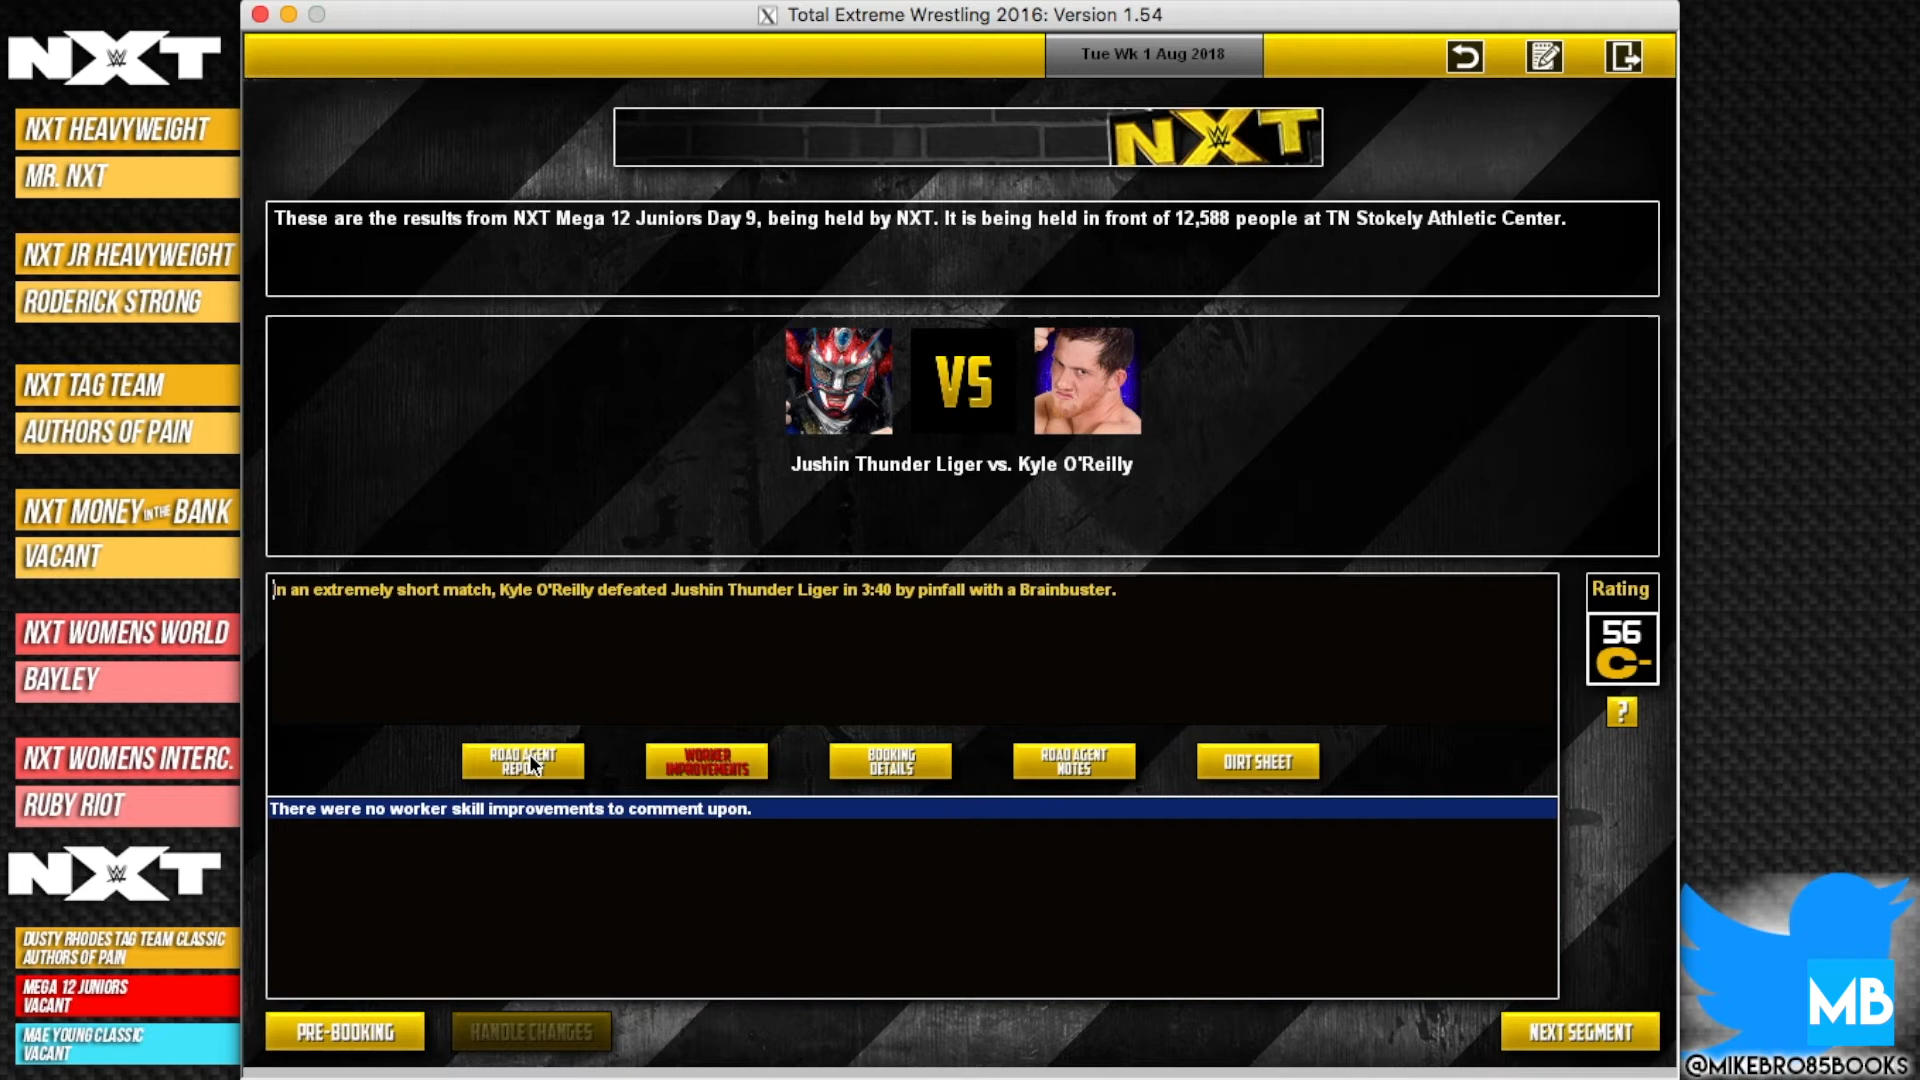 Total Extreme Wrestling 2016: Version 1.54
Tue Wk 1 Aug 2018
NXT
NXT HEAVYWEIGHT
MR. NXT
NXT JR HEAVYWEIGHT
RODERICK STRONG
NXT TAG TEAM
AUTHORS OF PAIN
NXT MONEY IN THE BANK
VACANT
NXT WOMENS WORLD
BAYLEY
NXT WOMENS INTERC.
RUBY RIOT
NXT
DUSTY RHODES TAG TEAM CLASSIC
AUTHORS OF PAIN
MEGA 12 JUNIORS
VACANT
MAE YOUNG CLASSIC
VACANT
NXT
These are the results from NXT Mega 12 Juniors Day 9, being held by NXT. It is being held in front of 12,588 people at TN Stokely Athletic Center.
VS
Jushin Thunder Liger vs. Kyle O'Reilly
In an extremely short match, Kyle O'Reilly defeated Jushin Thunder Liger in 3:40 by pinfall with a Brainbuster.
Rating
56
C-
?
ROAD AGENT
REPORT
WORKER
IMPROVEMENTS
BOOKING
DETAILS
ROAD AGENT
NOTES
DIRT SHEET
There were no worker skill improvements to comment upon.
PRE-BOOKING
HANDLE CHANGES
NEXT SEGMENT
MB
@MIKEBRO85BOOKS